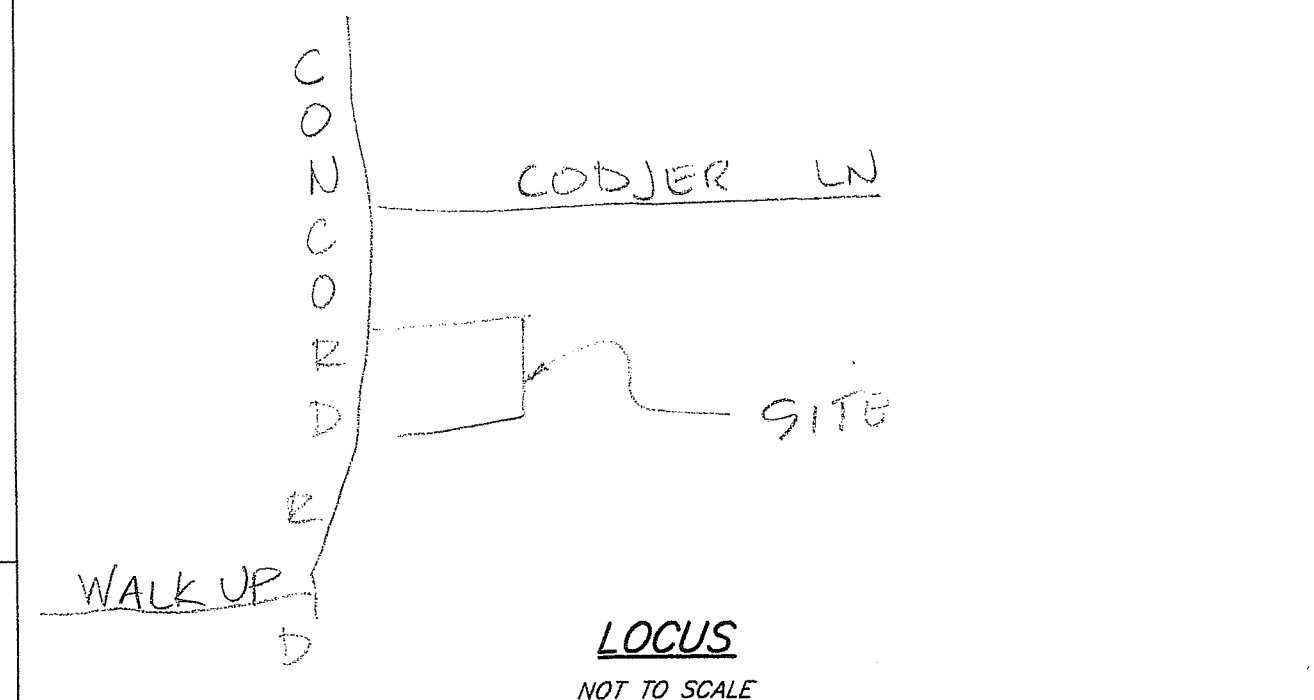 CONCORD RD
CODJER LN
SITE
WALK UP
LOCUS
NOT TO SCALE